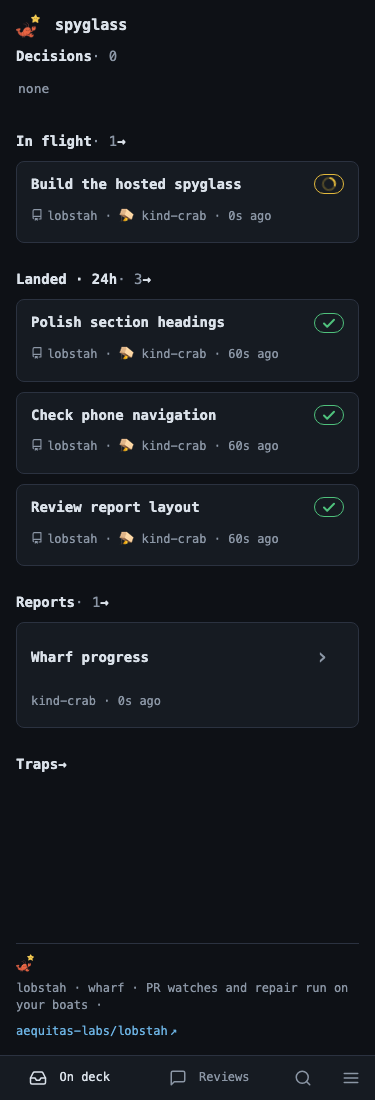 spyglass
Decisions· 0
none
In flight· 1→
Build the hosted spyglass
lobstah · kind-crab · 0s ago
Landed · 24h· 3→
Polish section headings
lobstah · kind-crab · 60s ago
Check phone navigation
lobstah · kind-crab · 60s ago
Review report layout
lobstah · kind-crab · 60s ago
Reports· 1→
Wharf progress
kind-crab · 0s ago
Traps→
lobstah · wharf · PR watches and repair run on
your boats ·
aequitas-labs/lobstah↗
On deck Reviews